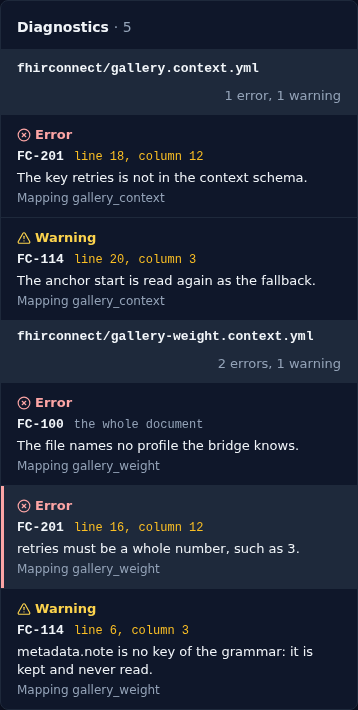 Diagnostics · 5
fhirconnect/gallery.context.yml
1 error, 1 warning
Error
FC-201 line 18, column 12
The key retries is not in the context schema.
Mapping gallery_context
Warning
FC-114 line 20, column 3
The anchor start is read again as the fallback.
Mapping gallery_context
fhirconnect/gallery-weight.context.yml
2 errors, 1 warning
Error
FC-100 the whole document
The file names no profile the bridge knows.
Mapping gallery_weight
Error
FC-201 line 16, column 12
retries must be a whole number, such as 3.
Mapping gallery_weight
Warning
FC-114 line 6, column 3
metadata.note is no key of the grammar: it is
kept and never read.
Mapping gallery_weight